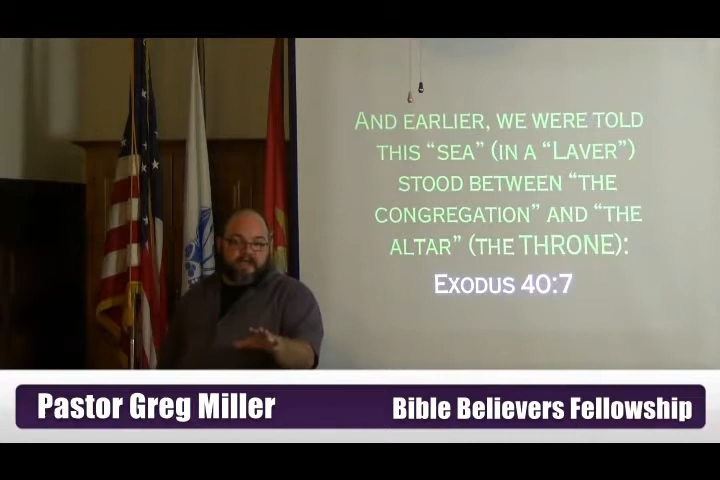 AND EARLIER, WE WERE TOLD
THIS “SEA” (IN A “LAVER”)
STOOD BETWEEN “THE
CONGREGATION” AND “THE
ALTAR” (THE THRONE):
EXODUS 40:7
Pastor Greg Miller
Bible Believers Fellowship